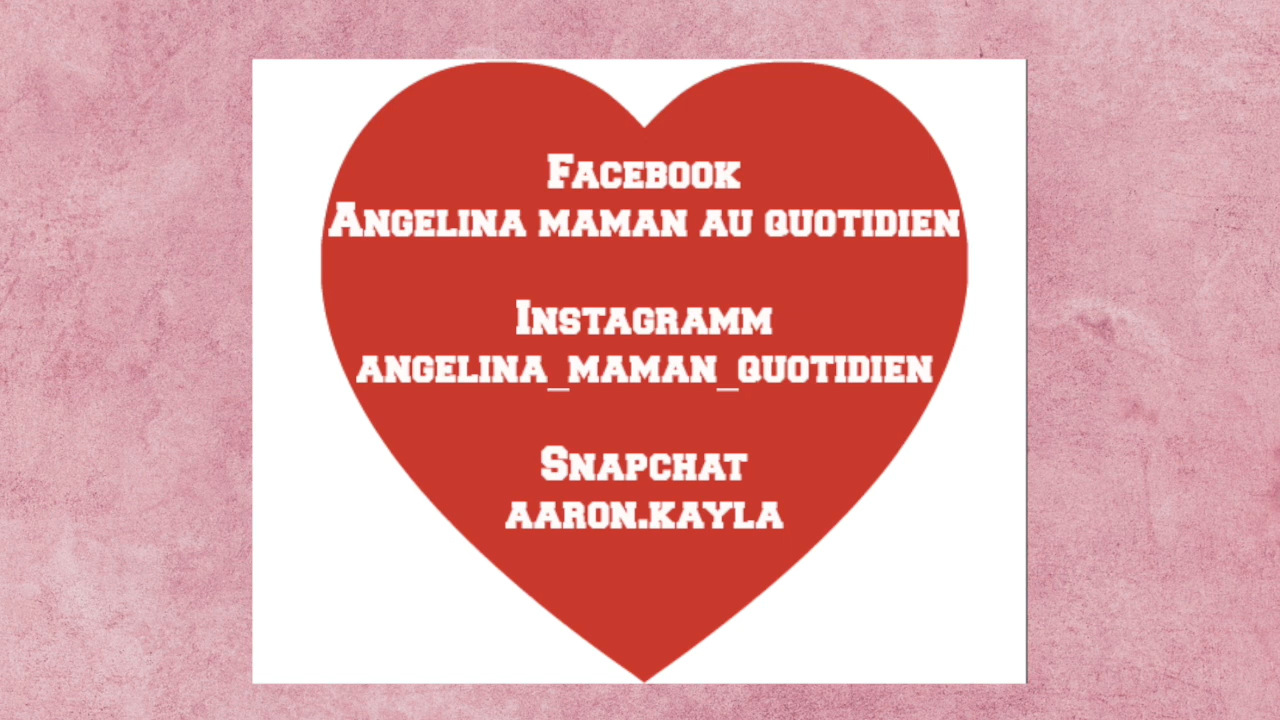 Facebook
Angelina maman au quotidien
Instagramm
angelina_maman_quotidien
Snapchat
aaron.kayla